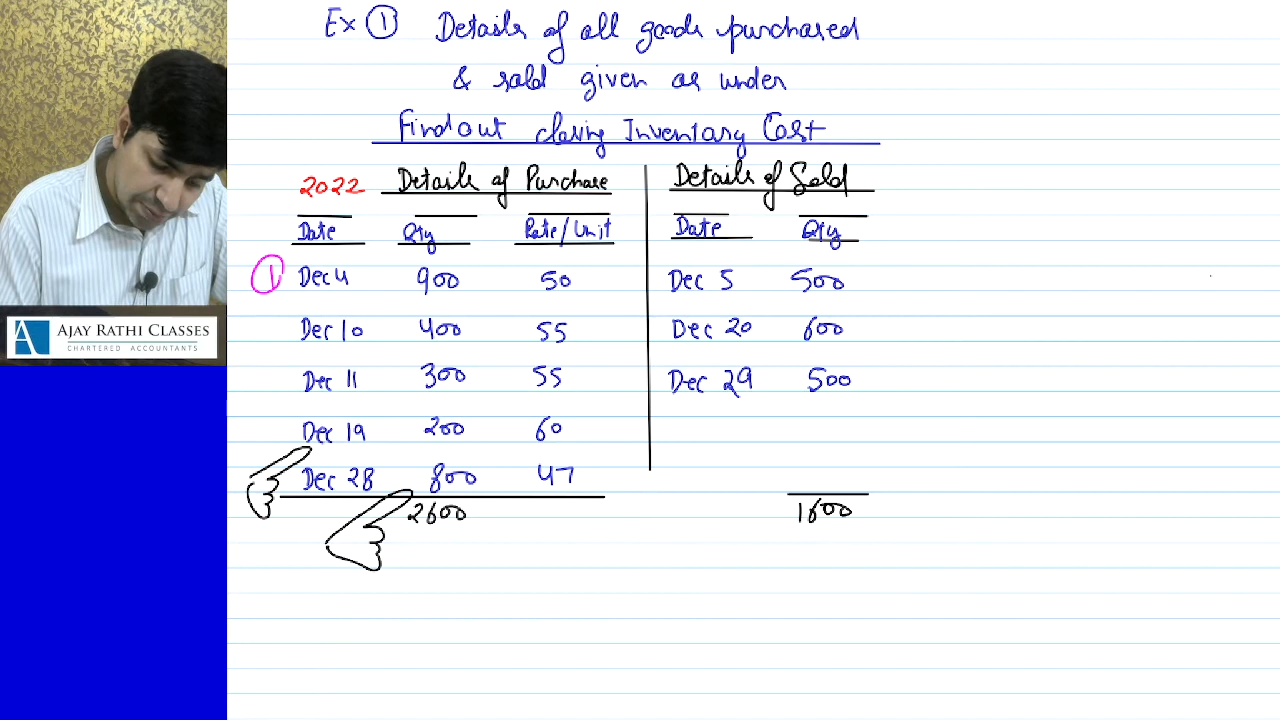 Ex ① Details of all goods purchased
& sold given as under
Find out closing Inventory Cost
2022 Details of Purchase Details of Sold
Date Qty Rate/Unit Date Qty
① Dec 4 900 50 Dec 5 500
Dec 10 400 55 Dec 20 600
Dec 11 300 55 Dec 29 500
Dec 19 200 60
Dec 28 800 47
2600 1600
A AJAY RATHI CLASSES
CHARTERED ACCOUNTANTS